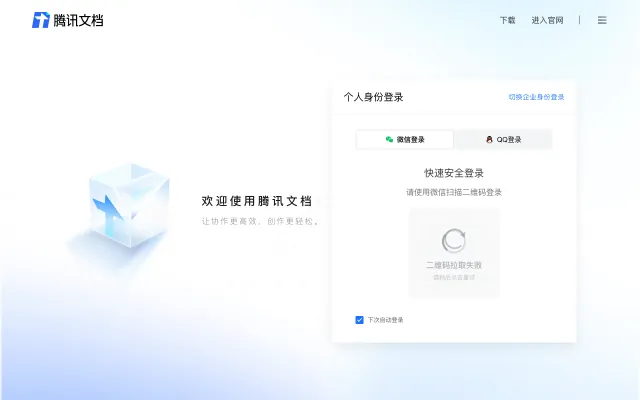 腾讯文档
下载 进入官网
个人身份登录 切换企业身份登录
微信登录 QQ登录
快速安全登录
请使用微信扫描二维码登录
欢迎使用腾讯文档
让协作更高效，创作更轻松。
二维码拉取失败
下次自动登录